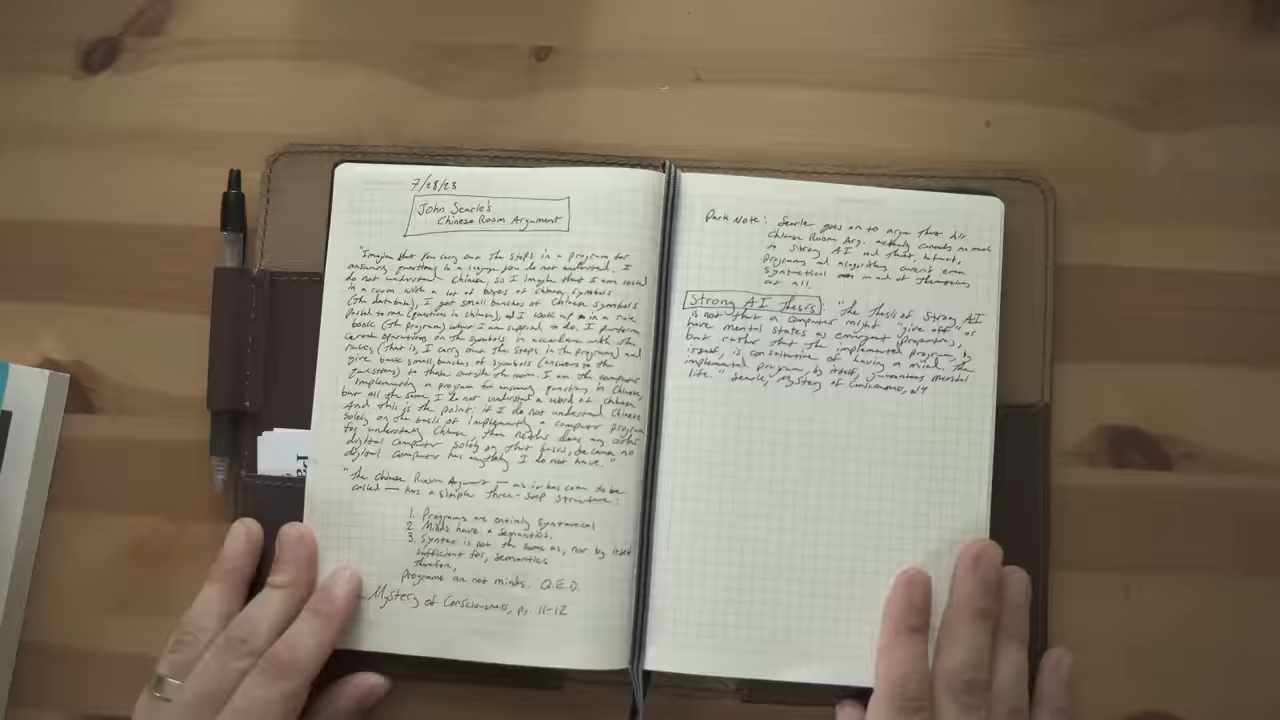 7/28/23
John Searle's
Chinese Room Argument
"Imagine that you carry out the steps in a program for
answering questions in a language you do not understand. I
do not understand Chinese, so I imagine that I am locked
in a room with a lot of boxes of Chinese symbols
(the database), I get small bunches of Chinese symbols
passed to me (questions in Chinese), and I look up in a rule
book (the program) what I am supposed to do. I perform
certain operations on the symbols in accordance with the
rules (that is, I carry out the steps in the program) and
give back small bunches of symbols (answers to the
questions) to those outside the room. I am the computer
implementing a program for answering questions in Chinese,
but all the same, I do not understand a word of Chinese.
And this is the point: if I do not understand Chinese
solely on the basis of implementing a computer program
for understanding Chinese, then neither does any other
digital computer solely on that basis, because no
digital computer has anything I do not have."
"The Chinese Room Argument — as it has come to be
called — has a simple three-step structure:
1. Programs are entirely syntactical
2. Minds have a semantics.
3. Syntax is not the same as, nor by itself
sufficient for, semantics
therefore,
Programs are not minds. Q.E.D.
Mystery of Consciousness, pp. 11-12
Park Note: Searle goes on to argue that his
Chinese Room Arg. actually concedes too much
to Strong AI and that, in fact,
programs and algorithms aren't even
syntactical in and of themselves
at all.
Strong AI Thesis: "The thesis of Strong AI
is not that a computer might "give off" or
have mental states as emergent properties,
but rather that the implemented program, by
itself, is constitutive of having a mind. The
implemented program, by itself, guarantees mental
life." Searle, Mystery of Consciousness, p. 14